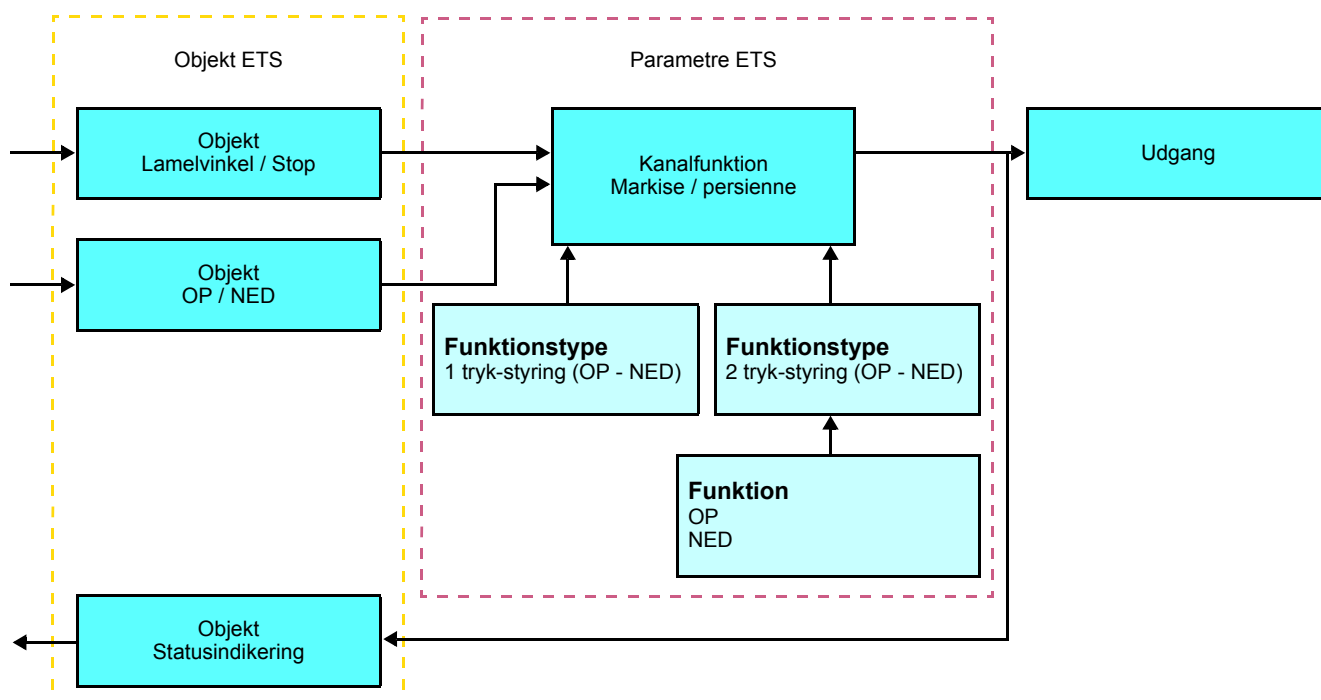 Objekt ETS
Parametre ETS
Objekt
Lamelvinkel / Stop
Kanalfunktion
Markise / persienne
Udgang
Objekt
OP / NED
Funktionstype
1 tryk-styring (OP - NED)
Funktionstype
2 tryk-styring (OP - NED)
Funktion
OP
NED
Objekt
Statusindikering